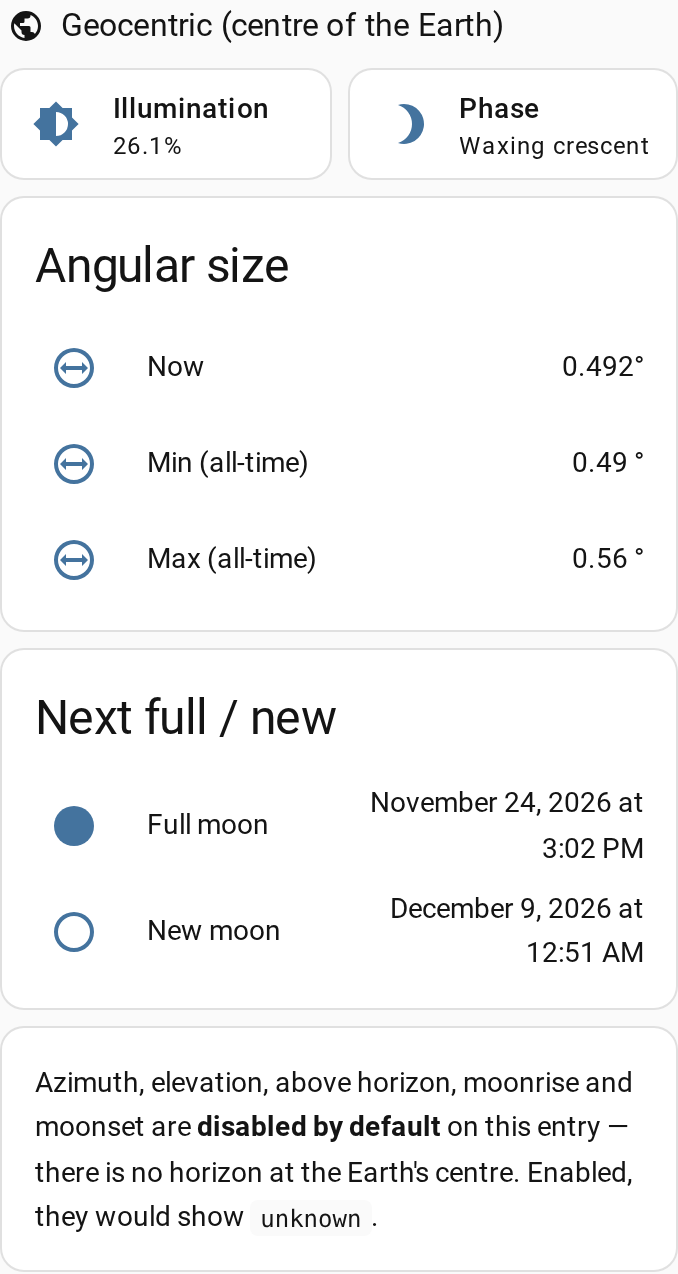 Geocentric (centre of the Earth)
Illumination
26.1%
Phase
Waxing crescent
Angular size
Now 0.492°
Min (all-time) 0.49 °
Max (all-time) 0.56 °
Next full / new
Full moon November 24, 2026 at
3:02 PM
New moon December 9, 2026 at
12:51 AM
Azimuth, elevation, above horizon, moonrise and
moonset are disabled by default on this entry —
there is no horizon at the Earth's centre. Enabled,
they would show unknown .